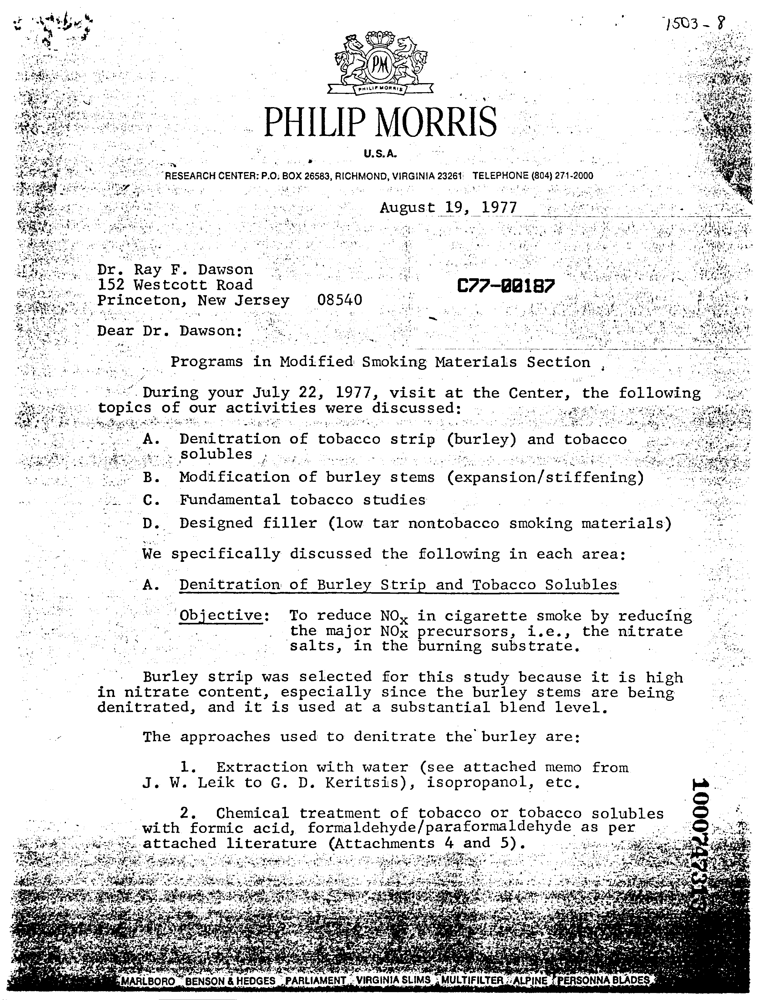 1503 - 8
PM
PHILIP MORRIS
PHILIP MORRIS
U.S.A.
RESEARCH CENTER: P.O. BOX 26583, RICHMOND, VIRGINIA 23261 TELEPHONE (804) 271-2000
August 19, 1977
Dr. Ray F. Dawson
152 Westcott Road
Princeton, New Jersey 08540
C77-00187
Dear Dr. Dawson:
Programs in Modified Smoking Materials Section
During your July 22, 1977, visit at the Center, the following
topics of our activities were discussed:
A. Denitration of tobacco strip (burley) and tobacco
solubles
B. Modification of burley stems (expansion/stiffening)
C. Fundamental tobacco studies
D. Designed filler (low tar nontobacco smoking materials)
We specifically discussed the following in each area:
A. Denitration of Burley Strip and Tobacco Solubles
Objective: To reduce NOx in cigarette smoke by reducing
the major NOx precursors, i.e., the nitrate
salts, in the burning substrate.
Burley strip was selected for this study because it is high
in nitrate content, especially since the burley stems are being
denitrated, and it is used at a substantial blend level.
The approaches used to denitrate the burley are:
1. Extraction with water (see attached memo from
J. W. Leik to G. D. Keritsis), isopropanol, etc.
2. Chemical treatment of tobacco or tobacco solubles
with formic acid, formaldehyde/paraformaldehyde as per
attached literature (Attachments 4 and 5).
MARLBORO BENSON & HEDGES PARLIAMENT VIRGINIA SLIMS MULTIFILTER ALPINE PERSONNA BLADES